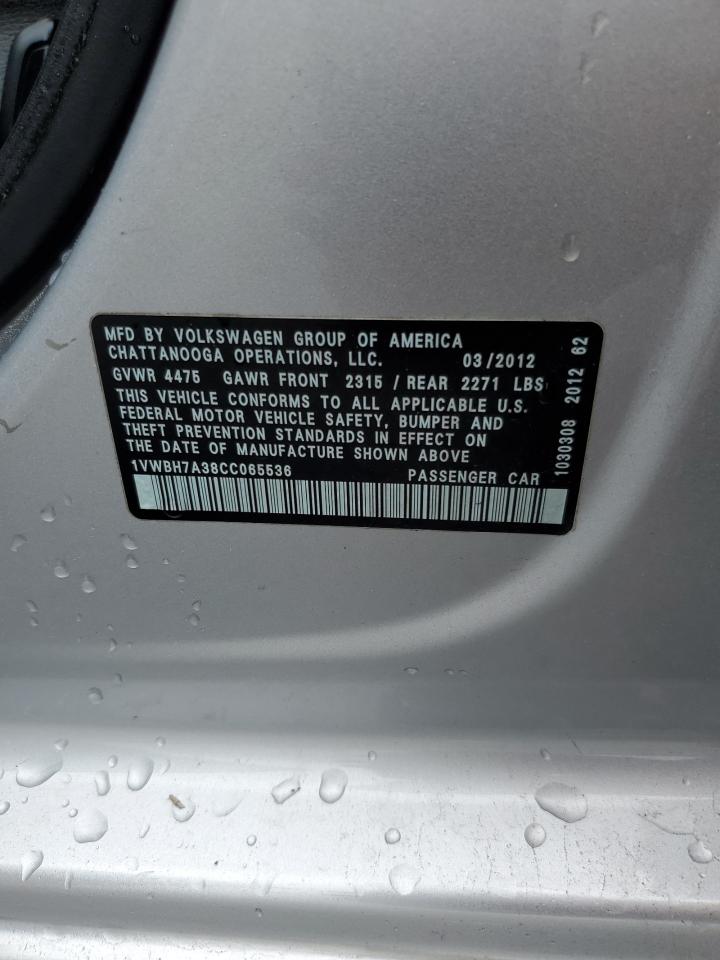 MFD BY VOLKSWAGEN GROUP OF AMERICA
CHATTANOOGA OPERATIONS, LLC. 03/2012
GVWR 4475 GAWR FRONT 2315 / REAR 2271 LBS
THIS VEHICLE CONFORMS TO ALL APPLICABLE U.S.
FEDERAL MOTOR VEHICLE SAFETY, BUMPER AND
THEFT PREVENTION STANDARDS IN EFFECT ON
THE DATE OF MANUFACTURE SHOWN ABOVE
1VWBH7A38CC065536 PASSENGER CAR
1030308 2012 62